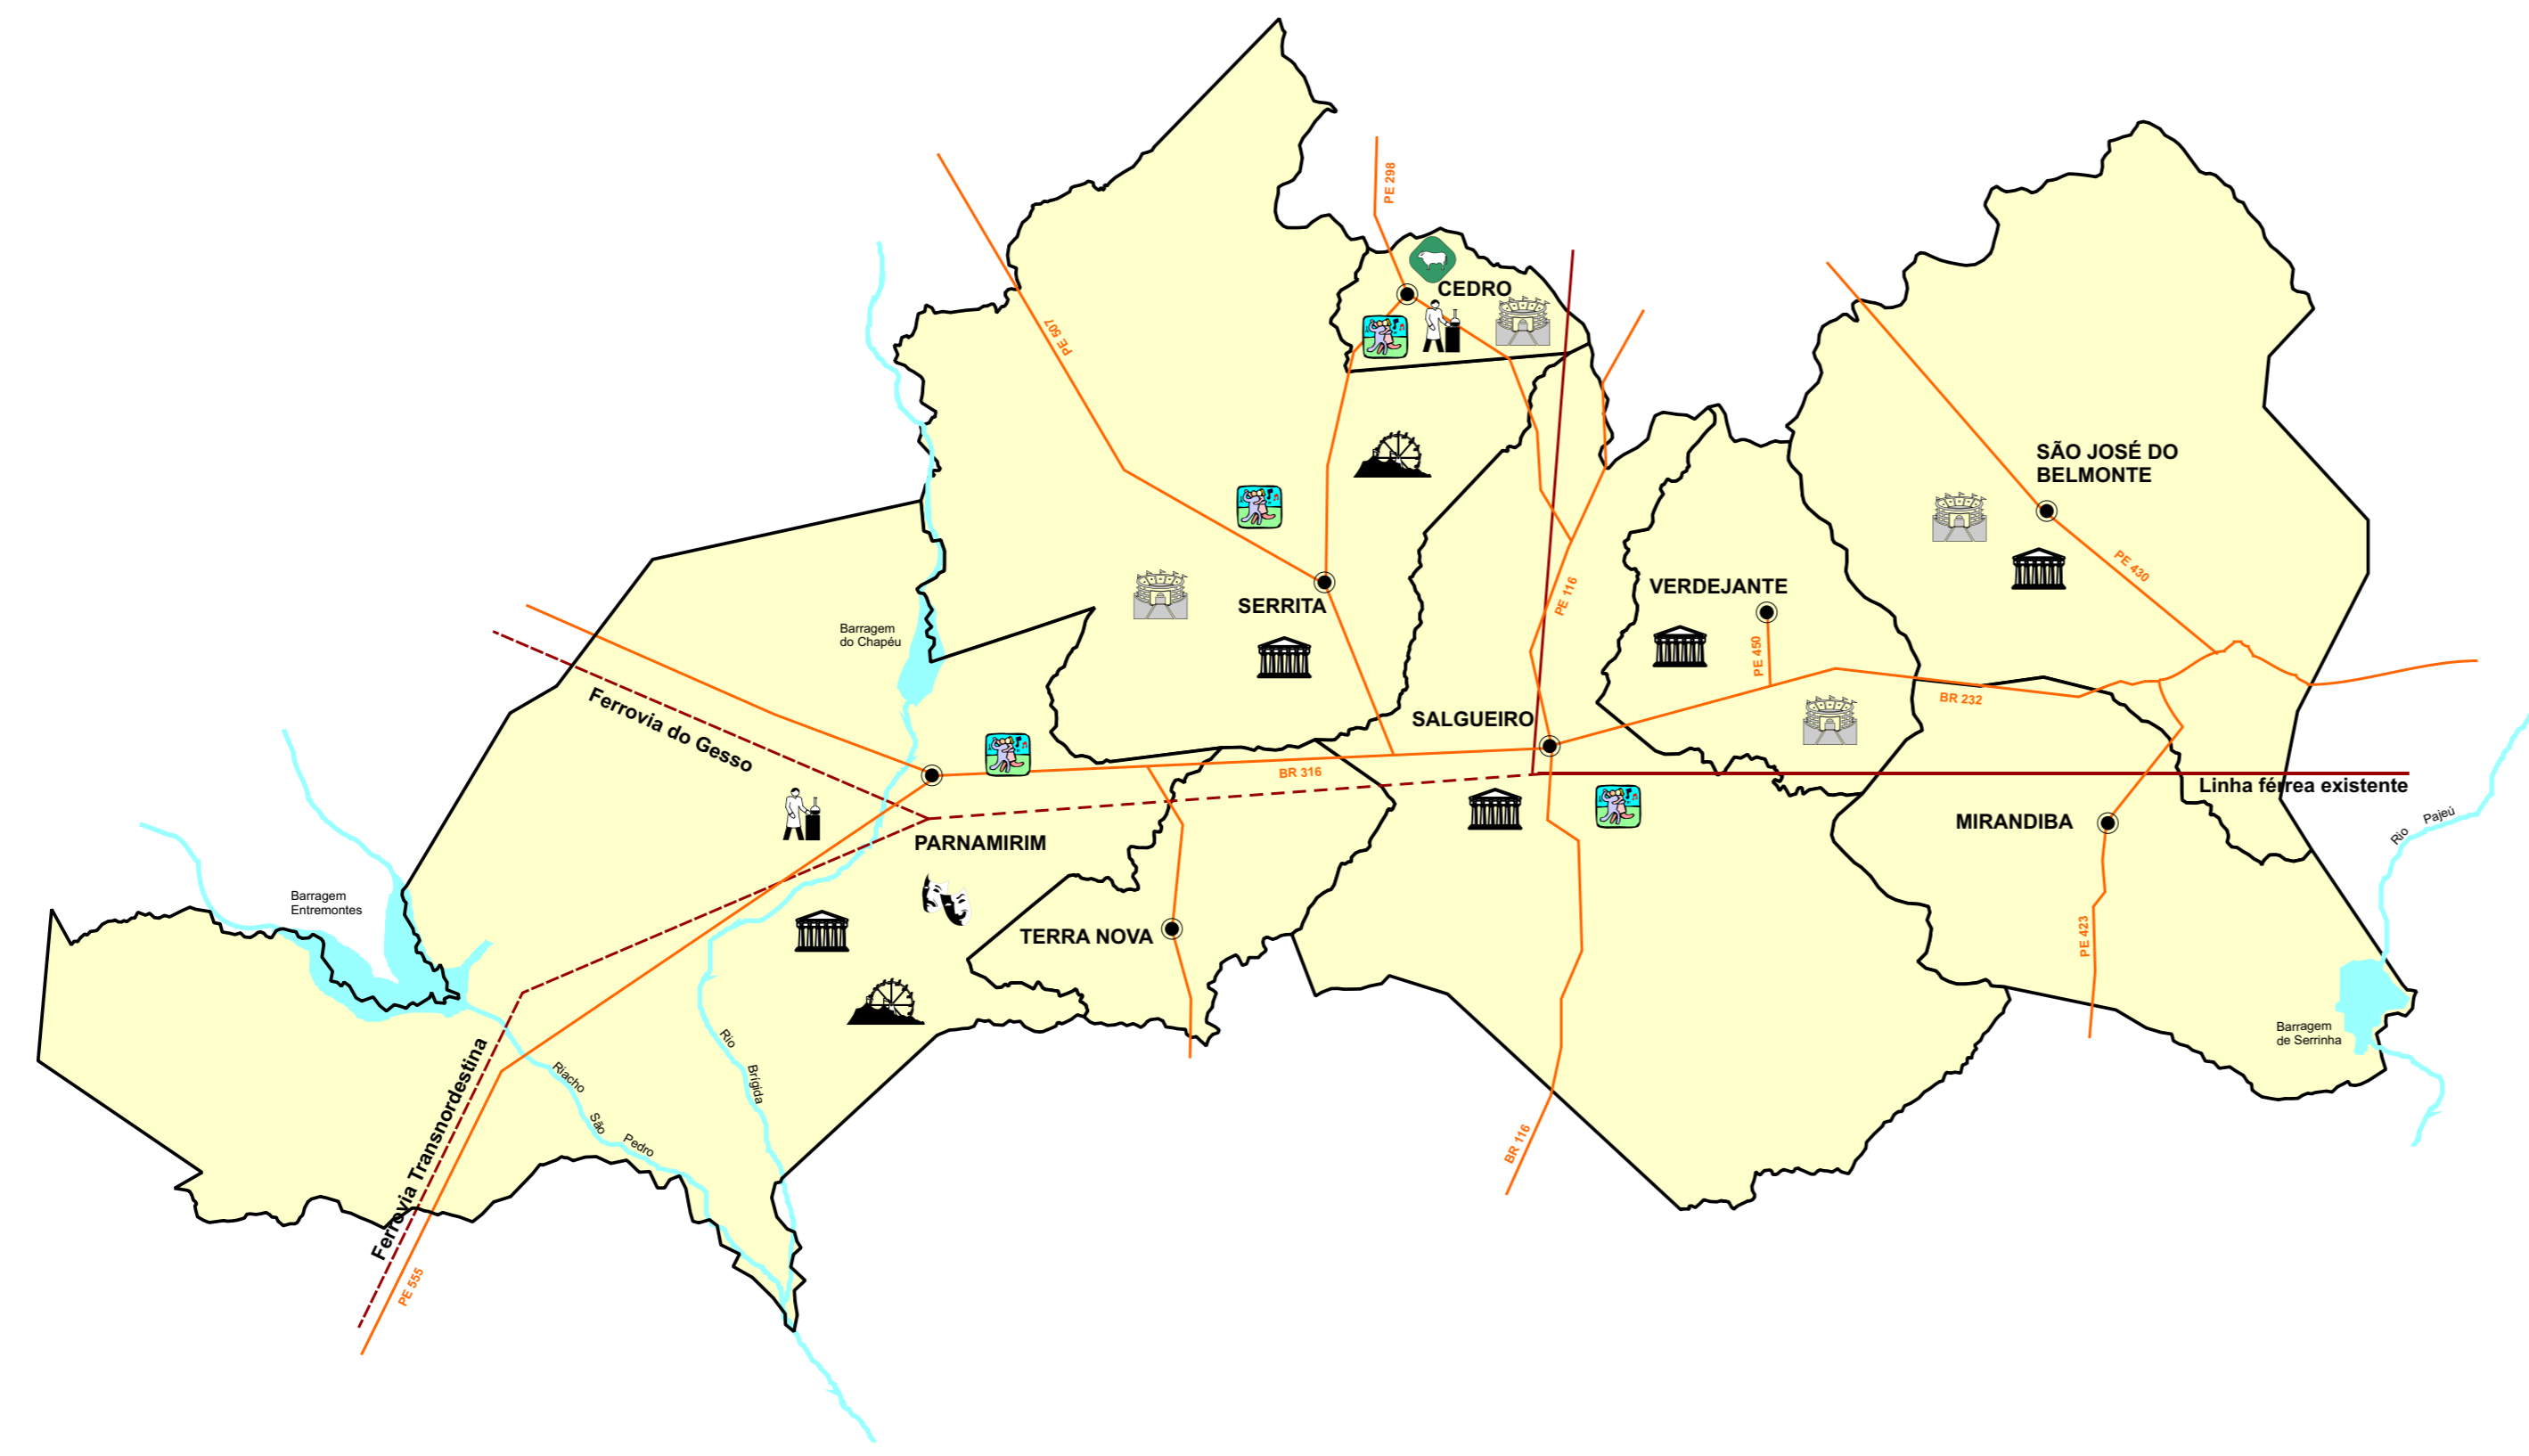 PE 298
CEDRO
PE 507
SÃO JOSÉ DO
BELMONTE
PE 430
PE 116
VERDEJANTE
SERRITA
PE 450
Barragem
do Chapéu
Ferrovia do Gesso
SALGUEIRO
BR 232
BR 316
Linha férrea existente
MIRANDIBA
Rio Pajeú
PARNAMIRIM
Barragem
Entremontes
TERRA NOVA
PE 423
Barragem
de Serrinha
Rio
Brígida
Riacho
São
Pedro
Ferrovia Transnordestina
BR 116
PE 555